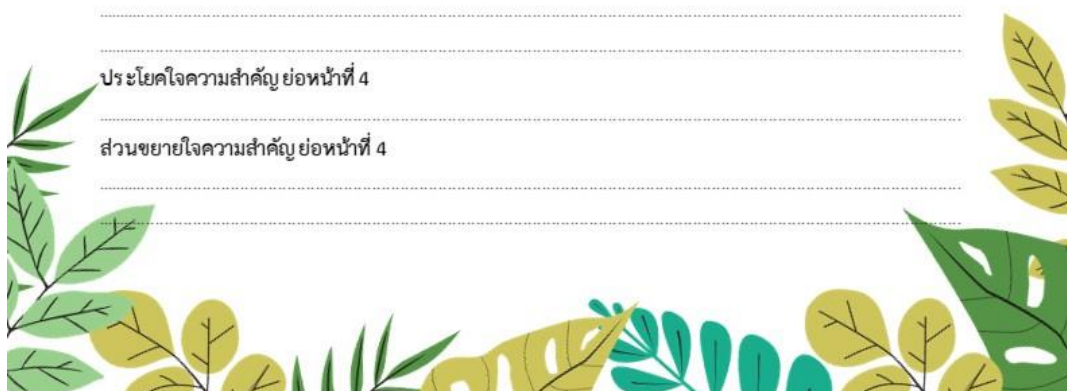 ประโยคใจความสำคัญ ย่อหน้าที่ 4
ส่วนขยายใจความสำคัญ ย่อหน้าที่ 4